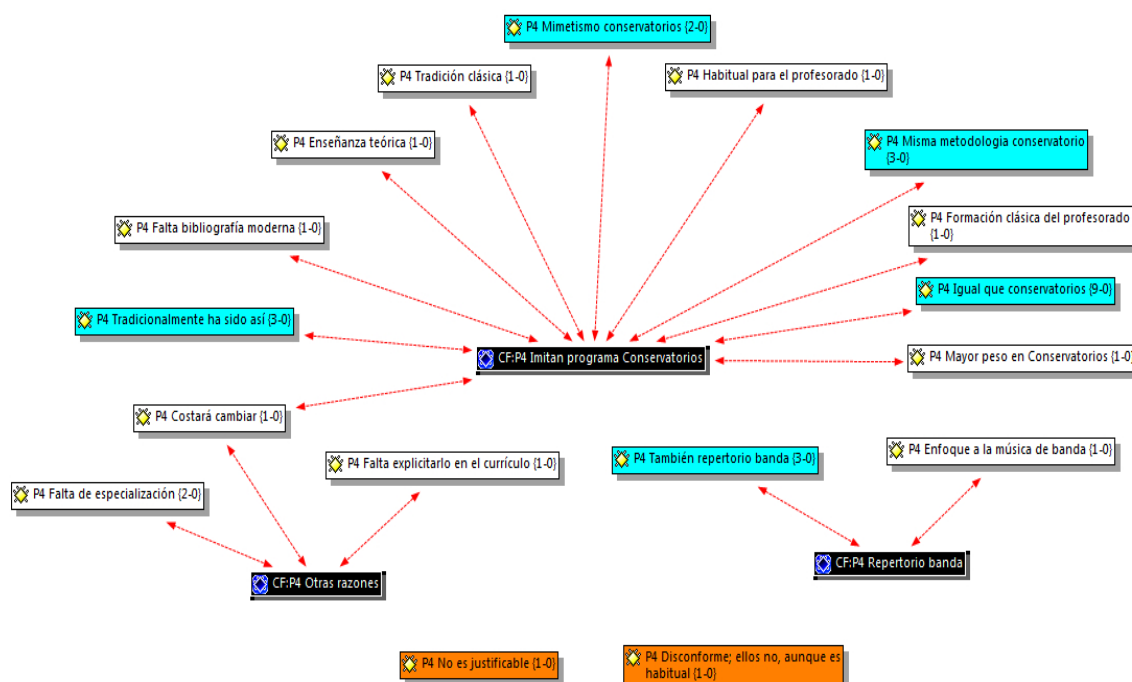 P4 Mimetismo conservatorios {2-0}
P4 Tradición clásica {1-0}
P4 Habitual para el profesorado {1-0}
P4 Enseñanza teórica {1-0}
P4 Misma metodologia conservatorio
{3-0}
P4 Falta bibliografía moderna {1-0}
P4 Formación clásica del profesorado
{1-0}
P4 Igual que conservatorios {9-0}
P4 Tradicionalmente ha sido así {3-0}
CF:P4 Imitan programa Conservatorios
P4 Mayor peso en Conservatorios {1-0}
P4 Costará cambiar {1-0}
P4 Falta explicitarlo en el currículo {1-0}
P4 También repertorio banda {3-0}
P4 Enfoque a la música de banda {1-0}
P4 Falta de especialización {2-0}
CF:P4 Otras razones
CF:P4 Repertorio banda
P4 No es justificable {1-0}
P4 Disconforme; ellos no, aunque es
habitual {1-0}